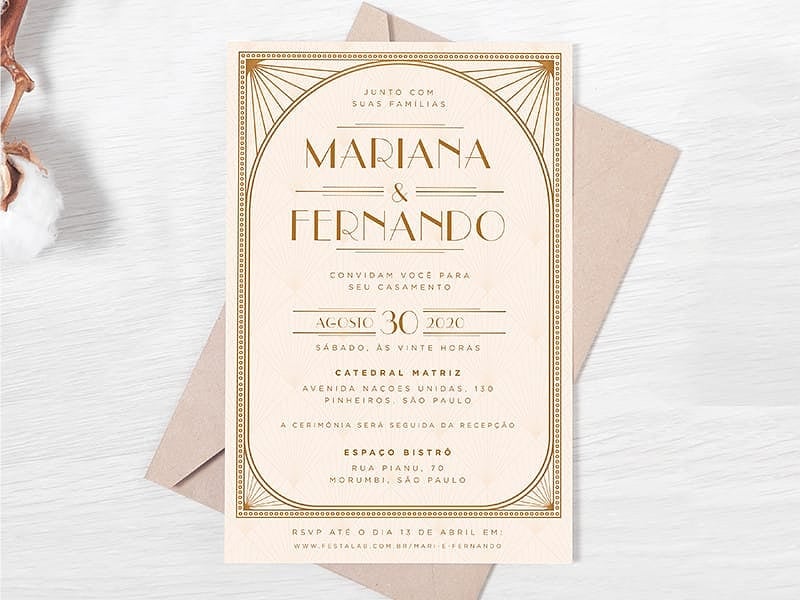 JUNTO COM
SUAS FAMÍLIAS
MARIANA
&
FERNANDO
CONVIDAM VOCÊ PARA
SEU CASAMENTO
AGOSTO 30 2020
SÁBADO, ÀS VINTE HORAS
CATEDRAL MATRIZ
AVENIDA NAÇOES UNIDAS, 130
PINHEIROS, SÃO PAULO
A CERIMÔNIA SERÁ SEGUIDA DA RECEPÇÃO
ESPAÇO BISTRÔ
RUA PIANU, 70
MORUMBI, SÃO PAULO
RSVP ATÉ O DIA 13 DE ABRIL EM:
WWW.FESTALAB.COM.BR/MARI-E-FERNANDO